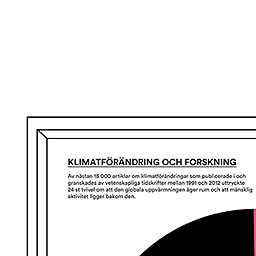 KLIMATFÖRÄNDRING OCH FORSKNING
Av nästan 15 000 artiklar om klimatförändringar som publicerade i och
granskades av vetenskapliga tidskrifter mellan 1991 och 2012 uttryckte
24 st tvivel om att den globala uppvärmningen äger rum och att mänsklig
aktivitet ligger bakom den.